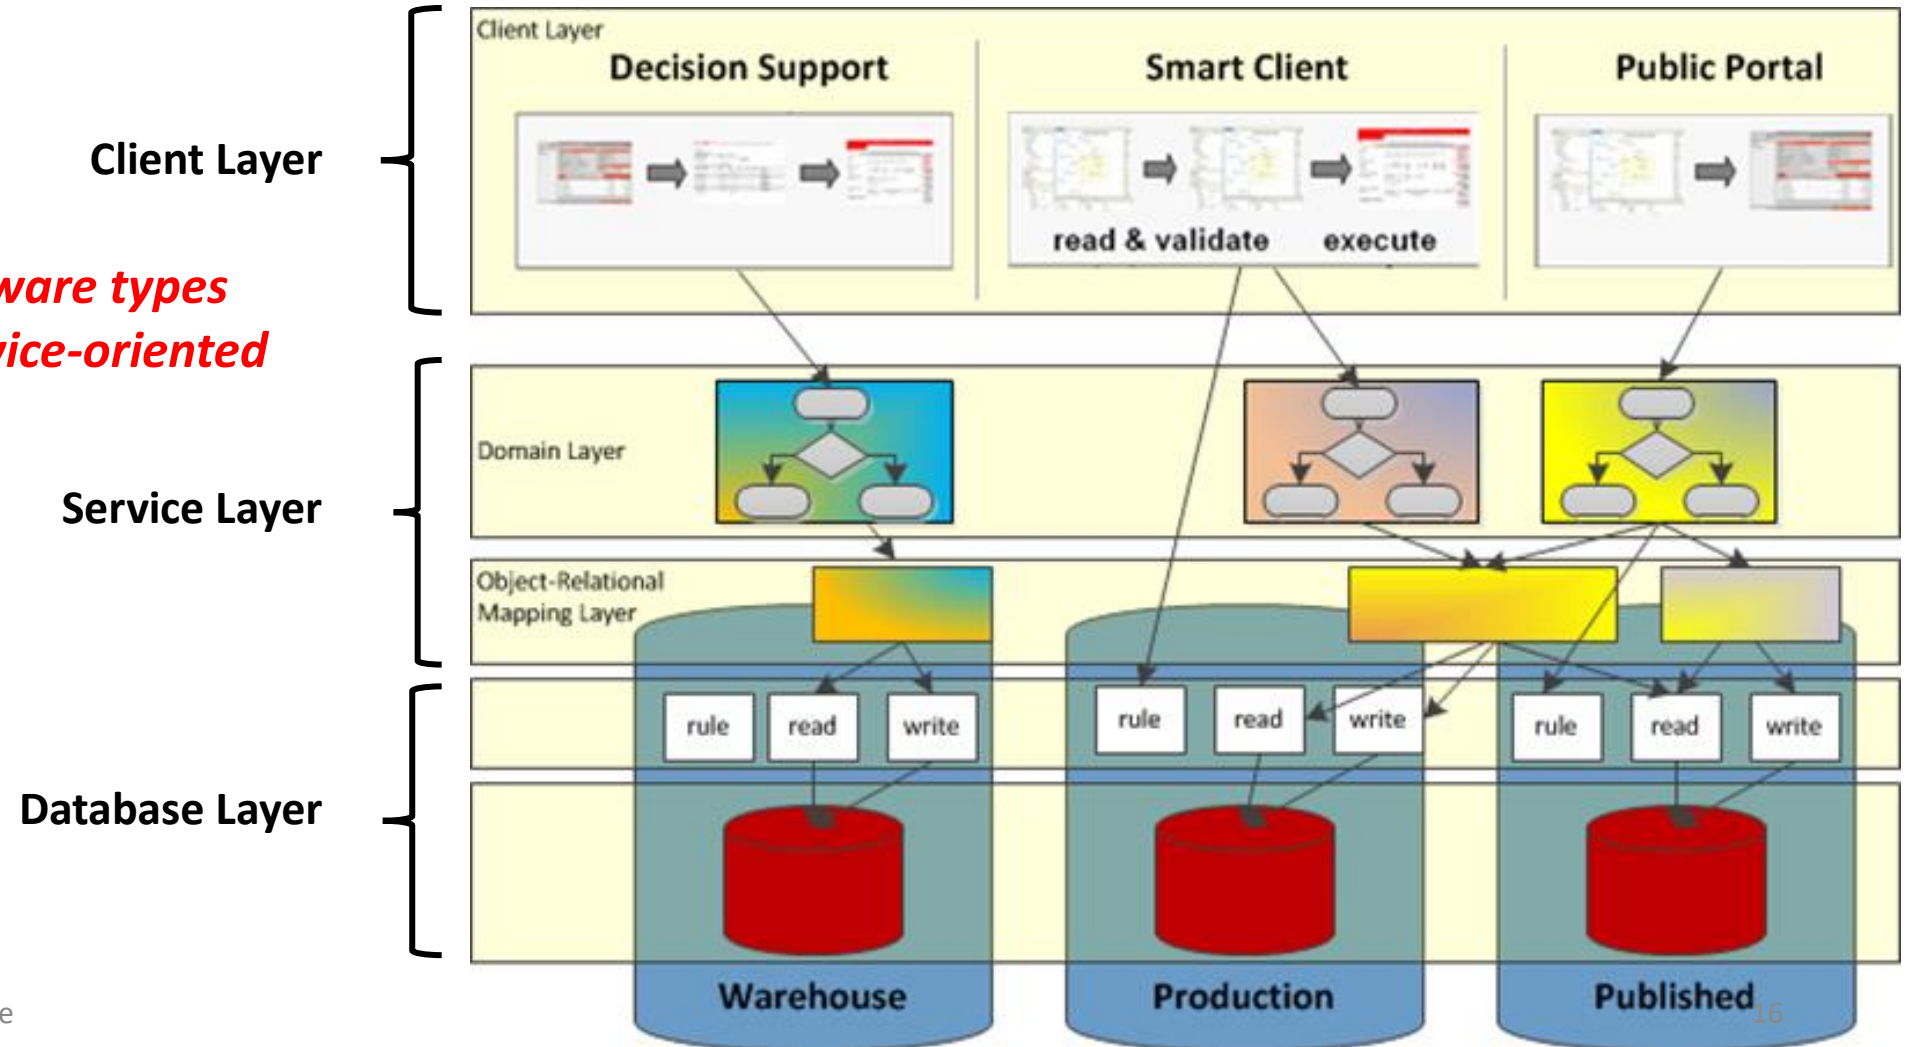 Client Layer
Decision Support
Smart Client
Public Portal
Client Layer
read & validate
execute
ware types
vice-oriented
Domain Layer
Service Layer
Object-Relational
Mapping Layer
rule
read
write
rule
read
write
rule
read
write
Database Layer
Warehouse
Production
Published
e
16